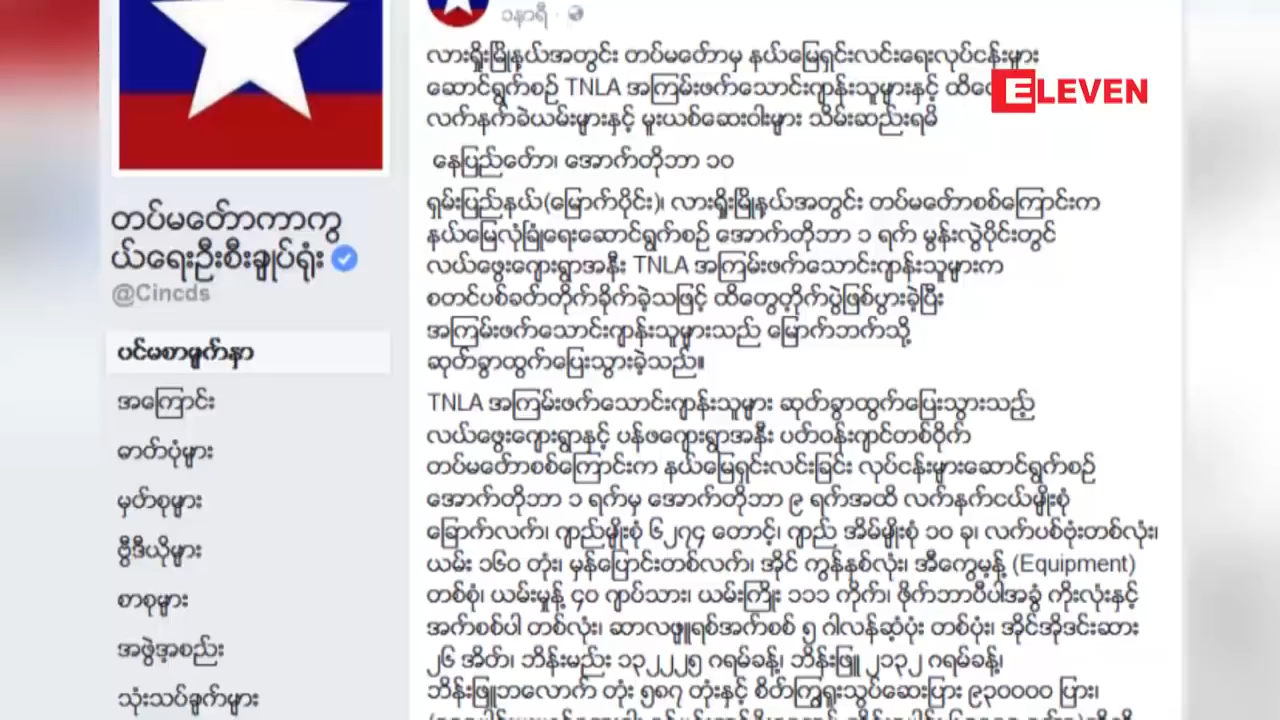 ၁နာရီ ·
လားရှိုးမြို့နယ်အတွင်း တပ်မတော်မှ နယ်မြေရှင်းလင်းရေးလုပ်ငန်းများ
ဆောင်ရွက်စဉ် TNLA အကြမ်းဖက်သောင်းကျန်းသူများနှင့်
ELEVEN
လက်နက်ခဲယမ်းများနှင့် မူးယစ်ဆေးဝါးများ သိမ်းဆည်းရမိ
နေပြည်တော်၊ အောက်တိုဘာ ၁၀
ရှမ်းပြည်နယ်(မြောက်ပိုင်း)၊ လားရှိုးမြို့နယ်အတွင်း တပ်မတော်စစ်ကြောင်းက
နယ်မြေလုံခြုံရေးဆောင်ရွက်စဉ် အောက်တိုဘာ ၁ ရက် မွန်းလွဲပိုင်းတွင်
လယ်ဖွေးကျေးရွာအနီး TNLA အကြမ်းဖက်သောင်းကျန်းသူများက
စတင်ပစ်ခတ်တိုက်ခိုက်ခဲ့သဖြင့် ထိတွေ့တိုက်ပွဲဖြစ်ပွားခဲ့ပြီး
အကြမ်းဖက်သောင်းကျန်းသူများသည် မြောက်ဘက်သို့
ဆုတ်ခွာထွက်ပြေးသွားခဲ့သည်။
TNLA အကြမ်းဖက်သောင်းကျန်းသူများ ဆုတ်ခွာထွက်ပြေးသွားသည့်
လယ်ဖွေးကျေးရွာနှင့် ပန်ဖကျေးရွာအနီး ပတ်ဝန်းကျင်တစ်ဝိုက်
တပ်မတော်စစ်ကြောင်းက နယ်မြေရှင်းလင်းခြင်း လုပ်ငန်းများဆောင်ရွက်စဉ်
အောက်တိုဘာ ၁ ရက်မှ အောက်တိုဘာ ၉ ရက်အထိ လက်နက်ငယ်မျိုးစုံ
ခြောက်လက်၊ ကျည်မျိုးစုံ ၆၂၇၄ တောင့်၊ ကျည် အိမ်မျိုးစုံ ၁၀ ခု၊ လက်ပစ်ဗုံးတစ်လုံး၊
ယမ်း ၁၆၀ တုံး၊ မှန်ပြောင်းတစ်လက်၊ အိုင် ကွန်နှစ်လုံး၊ အီကွေမန့် (Equipment)
တစ်စုံ၊ ယမ်းမှုန့် ၄၀ ကျပ်သား၊ ယမ်းကြိုး ၁၁၁ ကိုက်၊ ဖိုက်ဘာပီပါအခွံ ကိုးလုံးနှင့်
အက်စစ်ပါ တစ်လုံး၊ ဆာလဖျူရစ်အက်စစ် ၅ ဂါလန်ဆံ့ပုံး တစ်ပုံး၊ အိုင်အိုဒင်းဆား
၂၆ အိတ်၊ ဘိန်းမည်း ၁၃၂၂၂၅ ဂရမ်ခန့်၊ ဘိန်းဖြူ ၂၁၃၂ ဂရမ်ခန့်၊
ဘိန်းဖြူဘလောက် တုံး ၅၈၇ တုံးနှင့် စိတ်ကြွရူးသွပ်ဆေးပြား ၉၃၀၀၀၀ ပြား၊
တပ်မတော်ကာကွ
ယ်ရေးဦးစီးချုပ်ရုံး
@Cincds
ပင်မစာမျက်နှာ
အကြောင်း
ဓာတ်ပုံများ
မှတ်စုများ
ဗွီဒီယိုများ
စာစုများ
အဖွဲ့အစည်း
သုံးသပ်ချက်များ